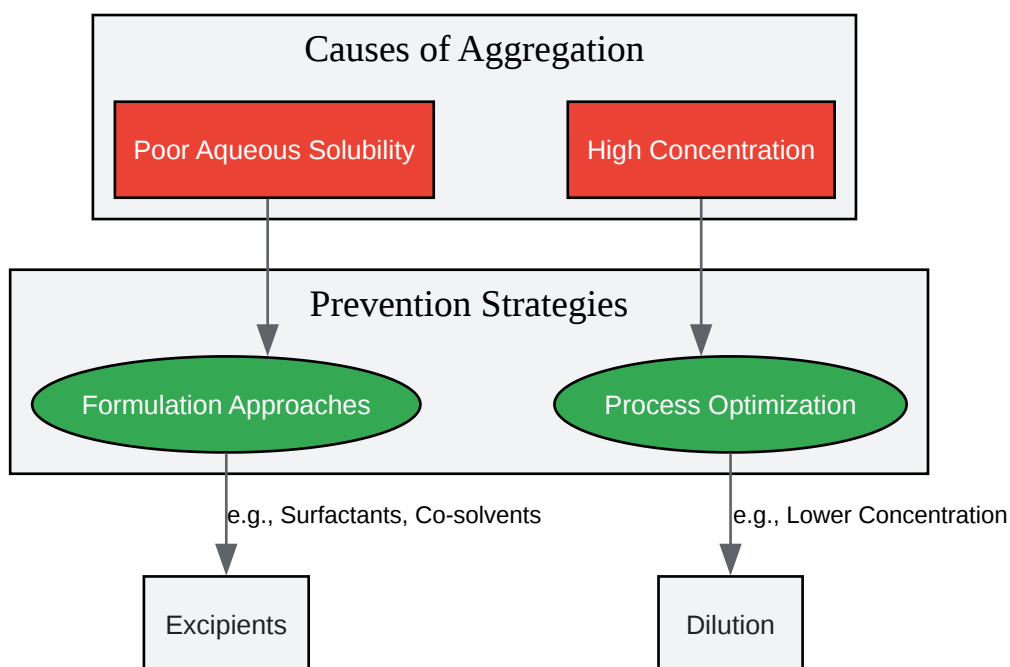 Causes of Aggregation
Poor Aqueous Solubility
High Concentration
Prevention Strategies
Formulation Approaches
Process Optimization
e.g., Surfactants, Co-solvents
e.g., Lower Concentration
Excipients
Dilution